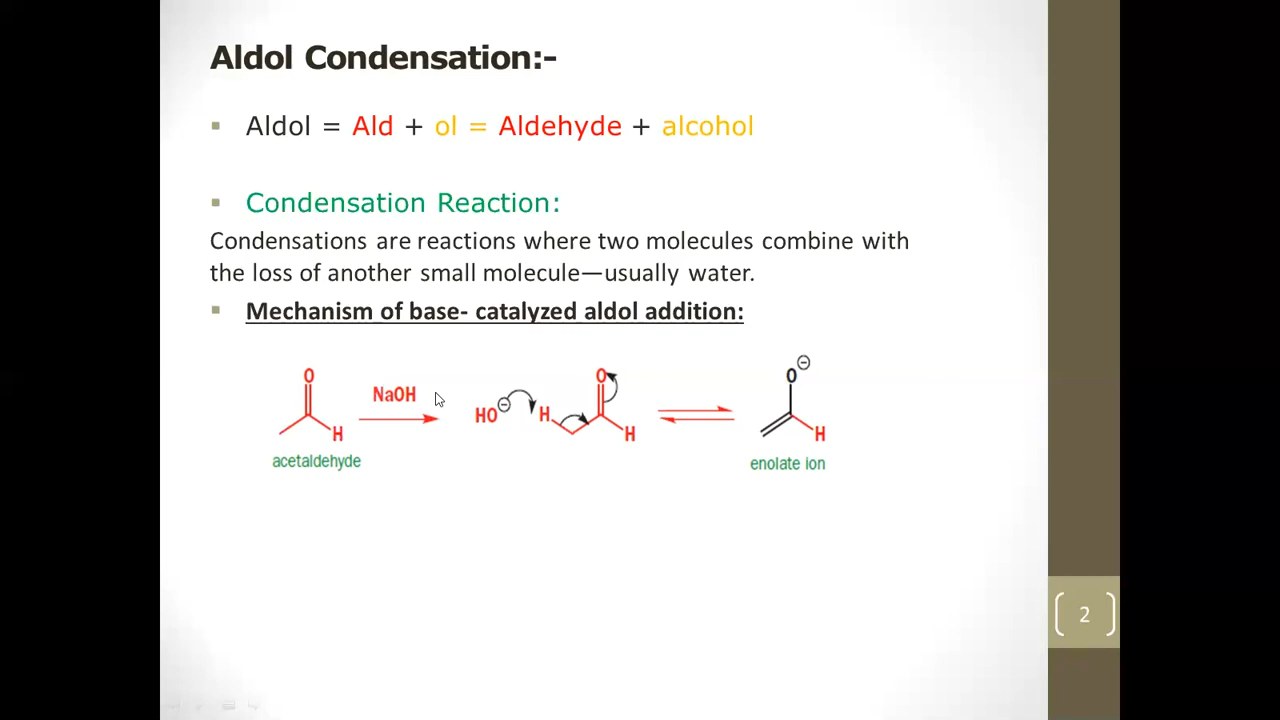 Aldol Condensation:-
▪ Aldol = Ald + ol = Aldehyde + alcohol
▪ Condensation Reaction:
Condensations are reactions where two molecules combine with
the loss of another small molecule—usually water.
▪ Mechanism of base- catalyzed aldol addition:
O
H
acetaldehyde
NaOH
HO⊖ H
O
H
O⊖
H
enolate ion
2